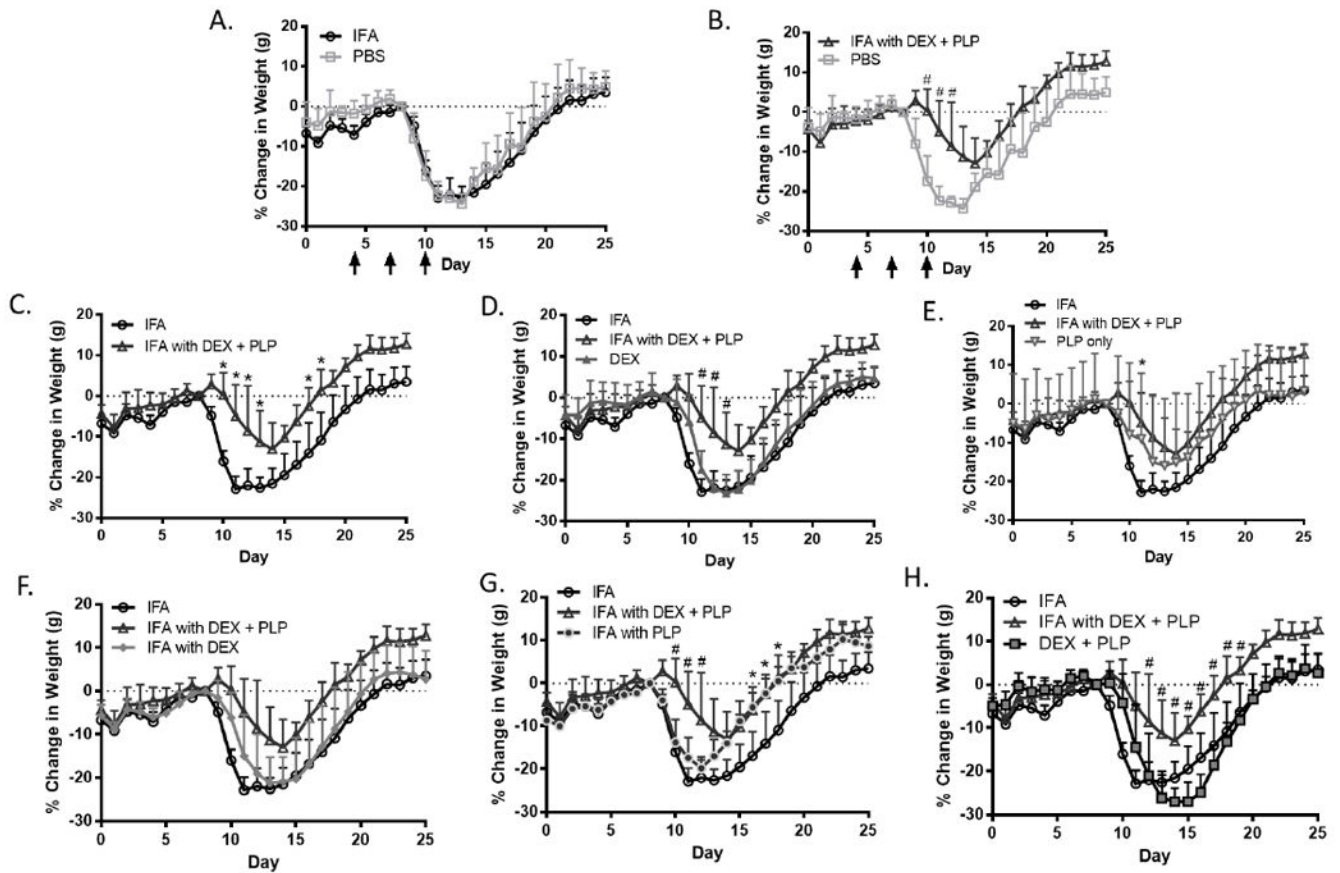 A.
IFA
PBS
% Change in Weight (g)
20
10
0
-10
-20
-30
0 5 10 15 20 25
Day
B.
IFA with DEX + PLP
PBS
% Change in Weight (g)
20
10
0
-10
-20
-30
# # #
0 5 10 15 20 25
Day
C.
IFA
IFA with DEX + PLP
% Change in Weight (g)
20
10
0
-10
-20
-30
* * * * * *
0 5 10 15 20 25
Day
D.
IFA
IFA with DEX + PLP
DEX
% Change in Weight (g)
20
10
0
-10
-20
-30
# # #
0 5 10 15 20 25
Day
E.
IFA
IFA with DEX + PLP
PLP only
% Change in Weight (g)
20
10
0
-10
-20
-30
*
0 5 10 15 20 25
Day
F.
IFA
IFA with DEX + PLP
IFA with DEX
% Change in Weight (g)
20
10
0
-10
-20
-30
0 5 10 15 20 25
Day
G.
IFA
IFA with DEX + PLP
IFA with PLP
% Change in Weight (g)
20
10
0
-10
-20
-30
# # # * * *
0 5 10 15 20 25
Day
H.
IFA
IFA with DEX + PLP
DEX + PLP
% Change in Weight (g)
20
10
0
-10
-20
-30
# # # # # # #
0 5 10 15 20 25
Day